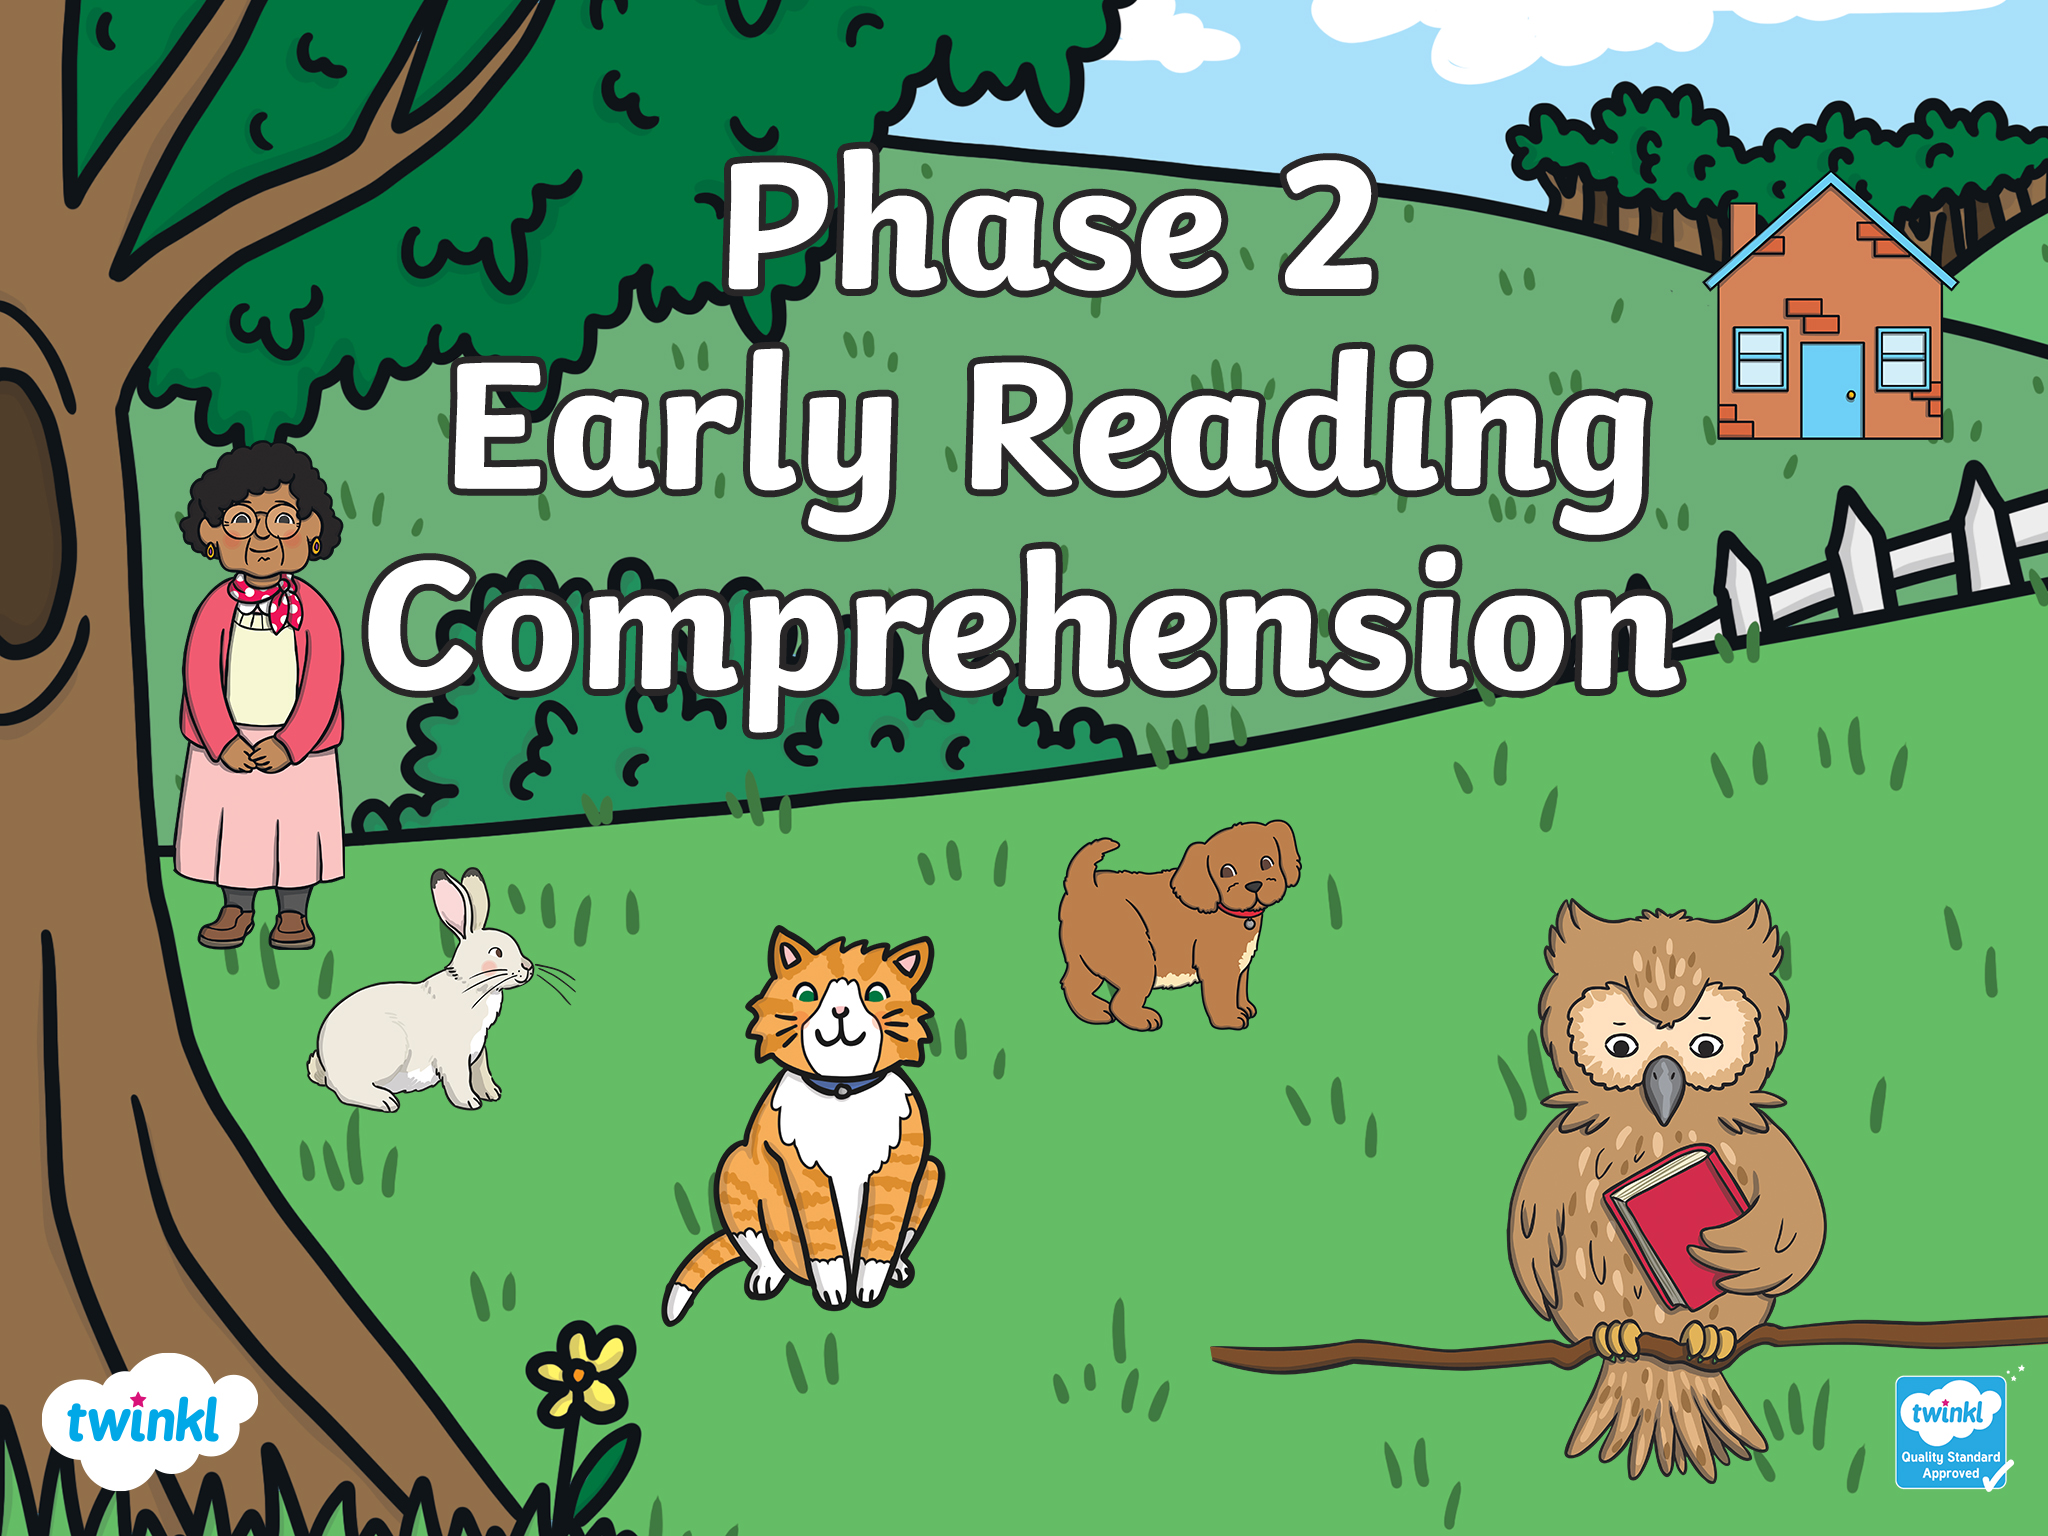 Phase 2
Early Reading
Comprehension
twinkl
twinkl
Quality Standard
Approved